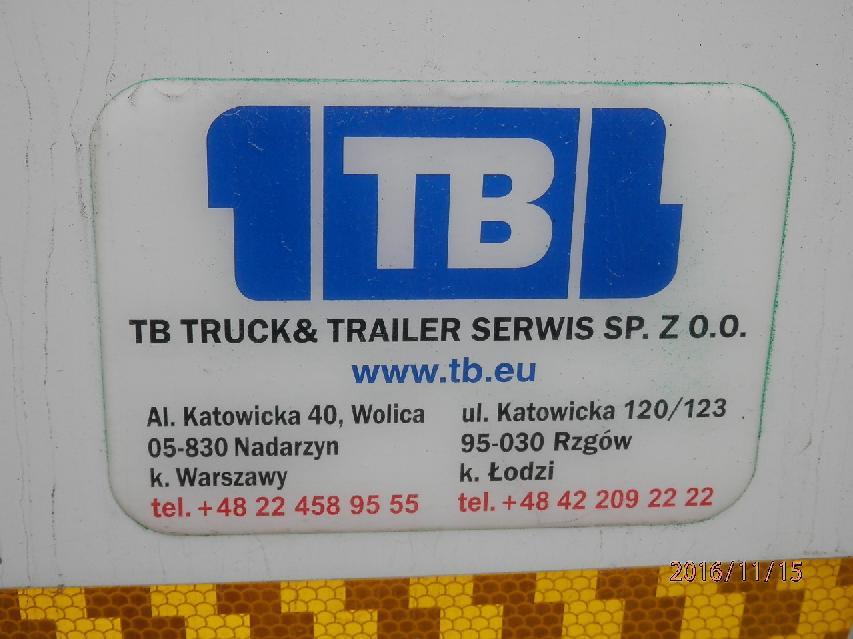 TB
TB TRUCK& TRAILER SERWIS SP. Z O.O.
www.tb.eu
Al. Katowicka 40, Wolica
05-830 Nadarzyn
k. Warszawy
tel. +48 22 458 95 55
ul. Katowicka 120/123
95-030 Rzgów
k. Łodzi
tel. +48 42 209 22 22
2016/11/15